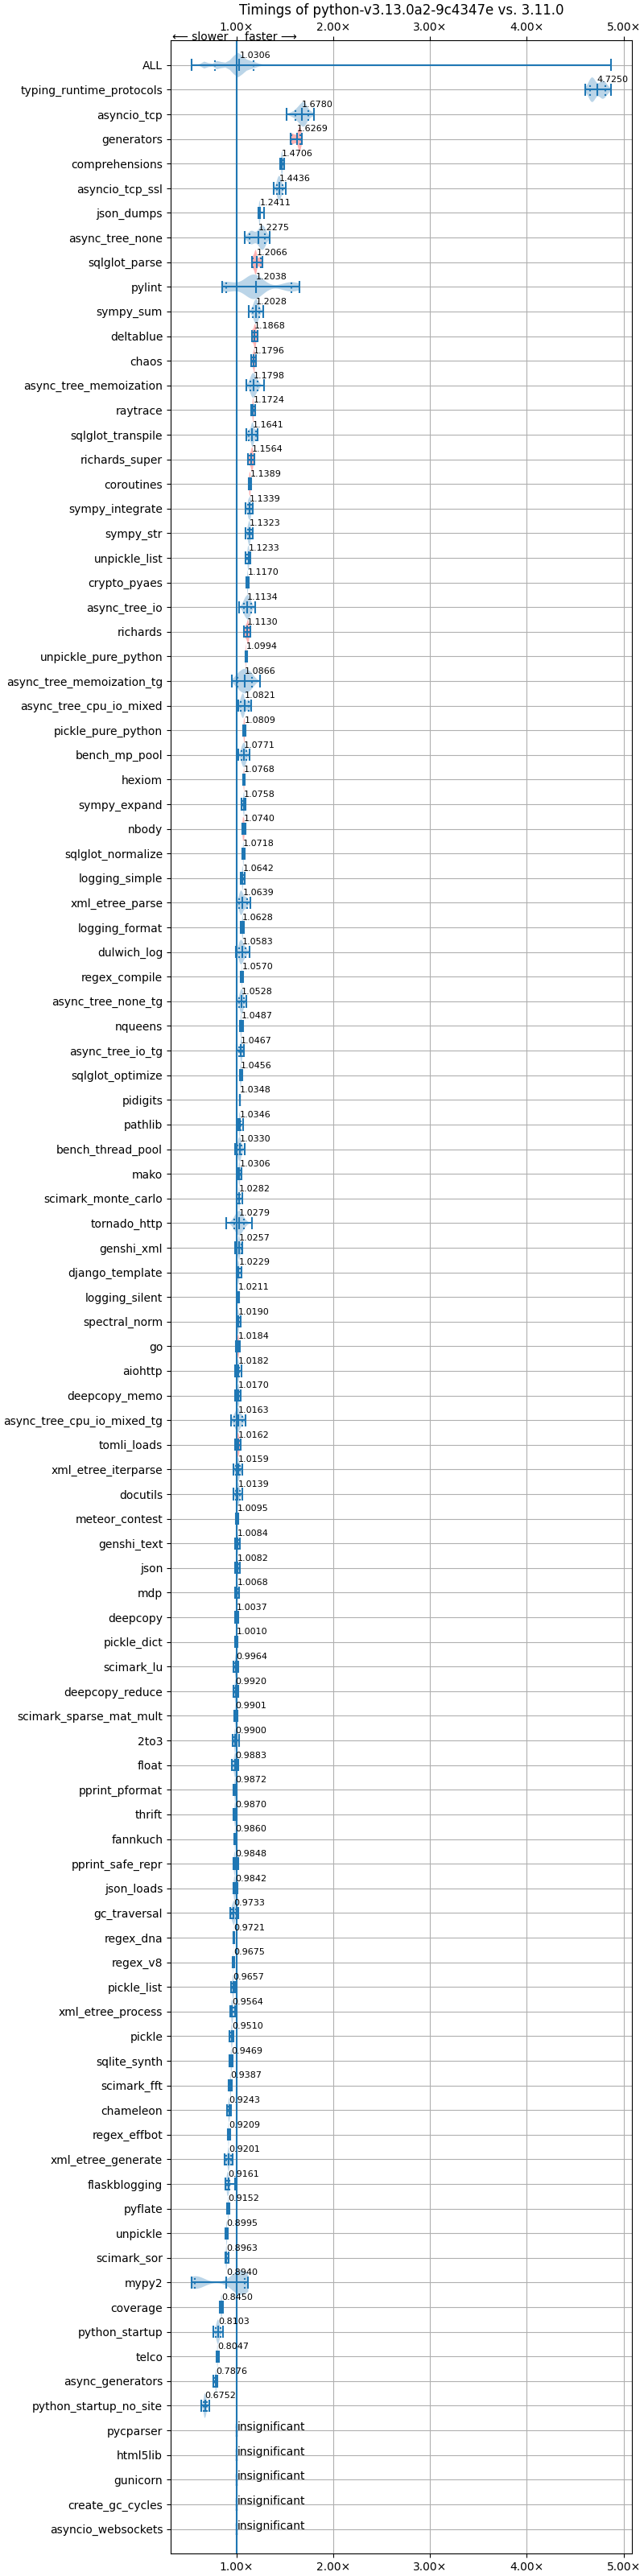 Timings of python-v3.13.0a2-9c4347e vs. 3.11.0
1.00× 2.00× 3.00× 4.00× 5.00×
⟵ slower faster ⟶
ALL 1.0306
typing_runtime_protocols 4.7250
asyncio_tcp 1.6780
generators 1.6269
comprehensions 1.4706
asyncio_tcp_ssl 1.4436
json_dumps 1.2411
async_tree_none 1.2275
sqlglot_parse 1.2066
pylint 1.2038
sympy_sum 1.2028
deltablue 1.1868
chaos 1.1796
async_tree_memoization 1.1798
raytrace 1.1724
sqlglot_transpile 1.1641
richards_super 1.1564
coroutines 1.1389
sympy_integrate 1.1339
sympy_str 1.1323
unpickle_list 1.1233
crypto_pyaes 1.1170
async_tree_io 1.1134
richards 1.1130
unpickle_pure_python 1.0994
async_tree_memoization_tg 1.0866
async_tree_cpu_io_mixed 1.0821
pickle_pure_python 1.0809
bench_mp_pool 1.0771
hexiom 1.0768
sympy_expand 1.0758
nbody 1.0740
sqlglot_normalize 1.0718
logging_simple 1.0642
xml_etree_parse 1.0639
logging_format 1.0628
dulwich_log 1.0583
regex_compile 1.0570
async_tree_none_tg 1.0528
nqueens 1.0487
async_tree_io_tg 1.0467
sqlglot_optimize 1.0456
pidigits 1.0348
pathlib 1.0346
bench_thread_pool 1.0330
mako 1.0306
scimark_monte_carlo 1.0282
tornado_http 1.0279
genshi_xml 1.0257
django_template 1.0229
logging_silent 1.0211
spectral_norm 1.0190
go 1.0184
aiohttp 1.0182
deepcopy_memo 1.0170
async_tree_cpu_io_mixed_tg 1.0163
tomli_loads 1.0162
xml_etree_iterparse 1.0159
docutils 1.0139
meteor_contest 1.0095
genshi_text 1.0084
json 1.0082
mdp 1.0068
deepcopy 1.0037
pickle_dict 1.0010
scimark_lu 0.9964
deepcopy_reduce 0.9920
scimark_sparse_mat_mult 0.9901
2to3 0.9900
float 0.9883
pprint_pformat 0.9872
thrift 0.9870
fannkuch 0.9860
pprint_safe_repr 0.9848
json_loads 0.9842
gc_traversal 0.9733
regex_dna 0.9721
regex_v8 0.9675
pickle_list 0.9657
xml_etree_process 0.9564
pickle 0.9510
sqlite_synth 0.9469
scimark_fft 0.9387
chameleon 0.9243
regex_effbot 0.9209
xml_etree_generate 0.9201
flaskblogging 0.9161
pyflate 0.9152
unpickle 0.8995
scimark_sor 0.8963
mypy2 0.8940
coverage 0.8450
python_startup 0.8103
telco 0.8047
async_generators 0.7876
python_startup_no_site 0.6752
pycparser insignificant
html5lib insignificant
gunicorn insignificant
create_gc_cycles insignificant
asyncio_websockets insignificant
1.00× 2.00× 3.00× 4.00× 5.00×